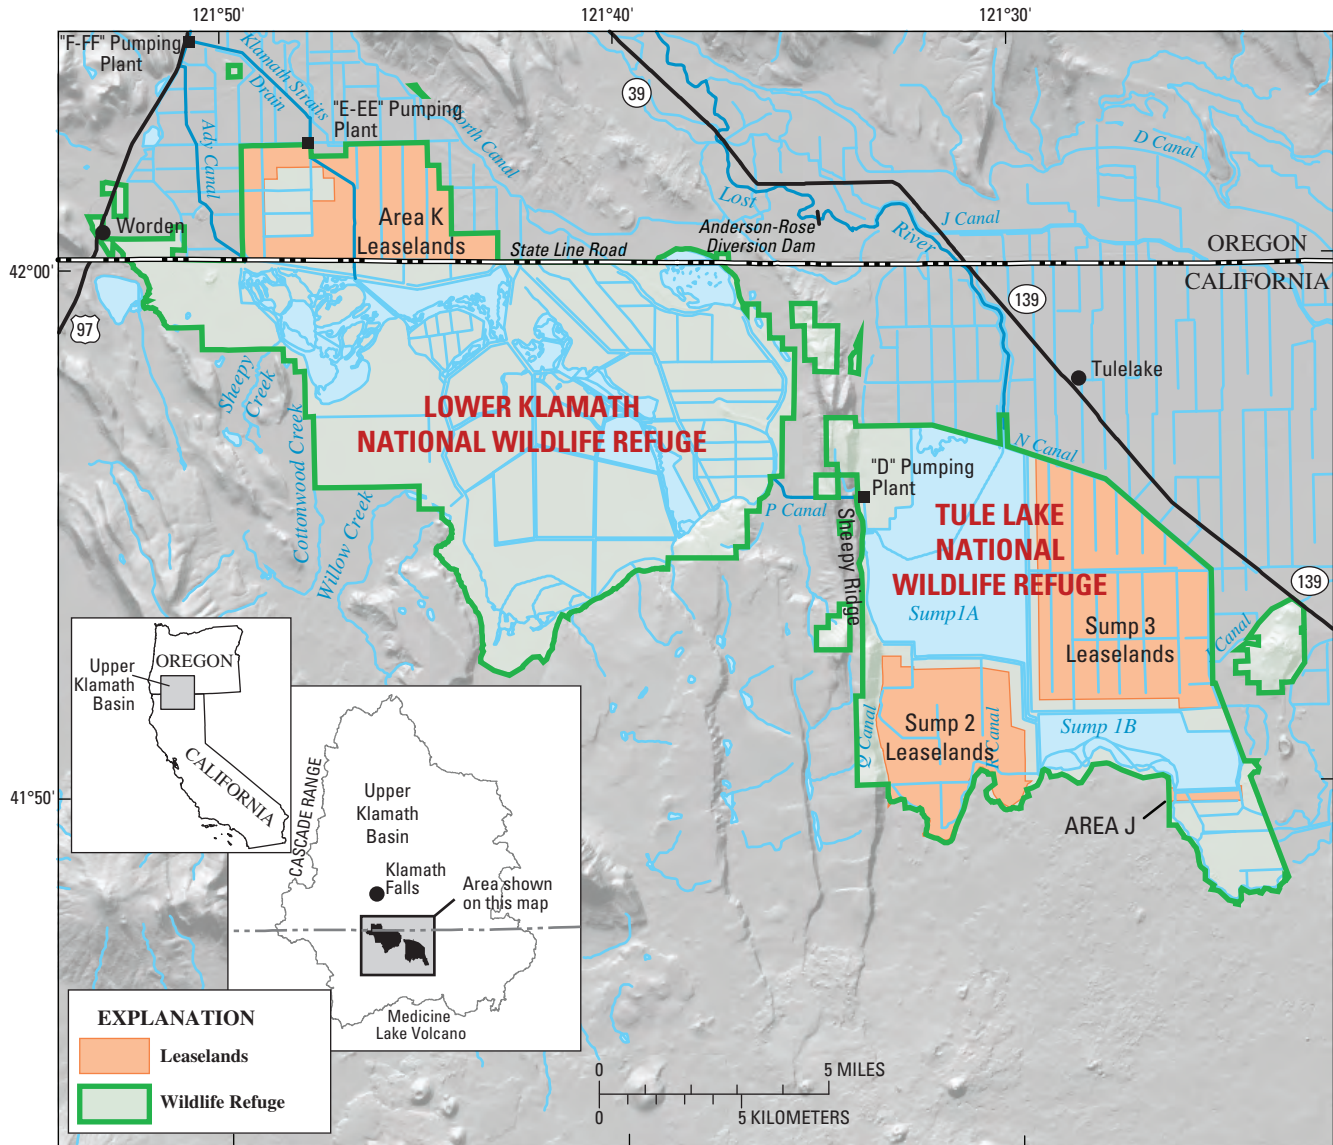 121°50'
121°40'
121°30'
"F-FF" Pumping
Plant
Klamath Straits
Drain
"E-EE" Pumping
Plant
North Canal
Ady Canal
39
D Canal
Lost
River
J Canal
Anderson-Rose
Diversion Dam
Area K
Leaselands
Worden
State Line Road
OREGON
CALIFORNIA
42°00'
97
139
Tulelake
Sheepy
Creek
Cottonwood Creek
Willow Creek
LOWER KLAMATH
NATIONAL WILDLIFE REFUGE
N Canal
"D" Pumping
Plant
P Canal
Sheepy Ridge
TULE LAKE
NATIONAL
WILDLIFE REFUGE
139
Sump1A
Sump 3
Leaselands
J Canal
Sump 2
Leaselands
Q Canal
R Canal
Sump 1B
41°50'
AREA J
Upper
Klamath
Basin
OREGON
CALIFORNIA
CASCADE RANGE
Upper
Klamath
Basin
Klamath
Falls
Area shown
on this map
Medicine
Lake Volcano
EXPLANATION
Leaselands
Wildlife Refuge
0 5 MILES
0 5 KILOMETERS